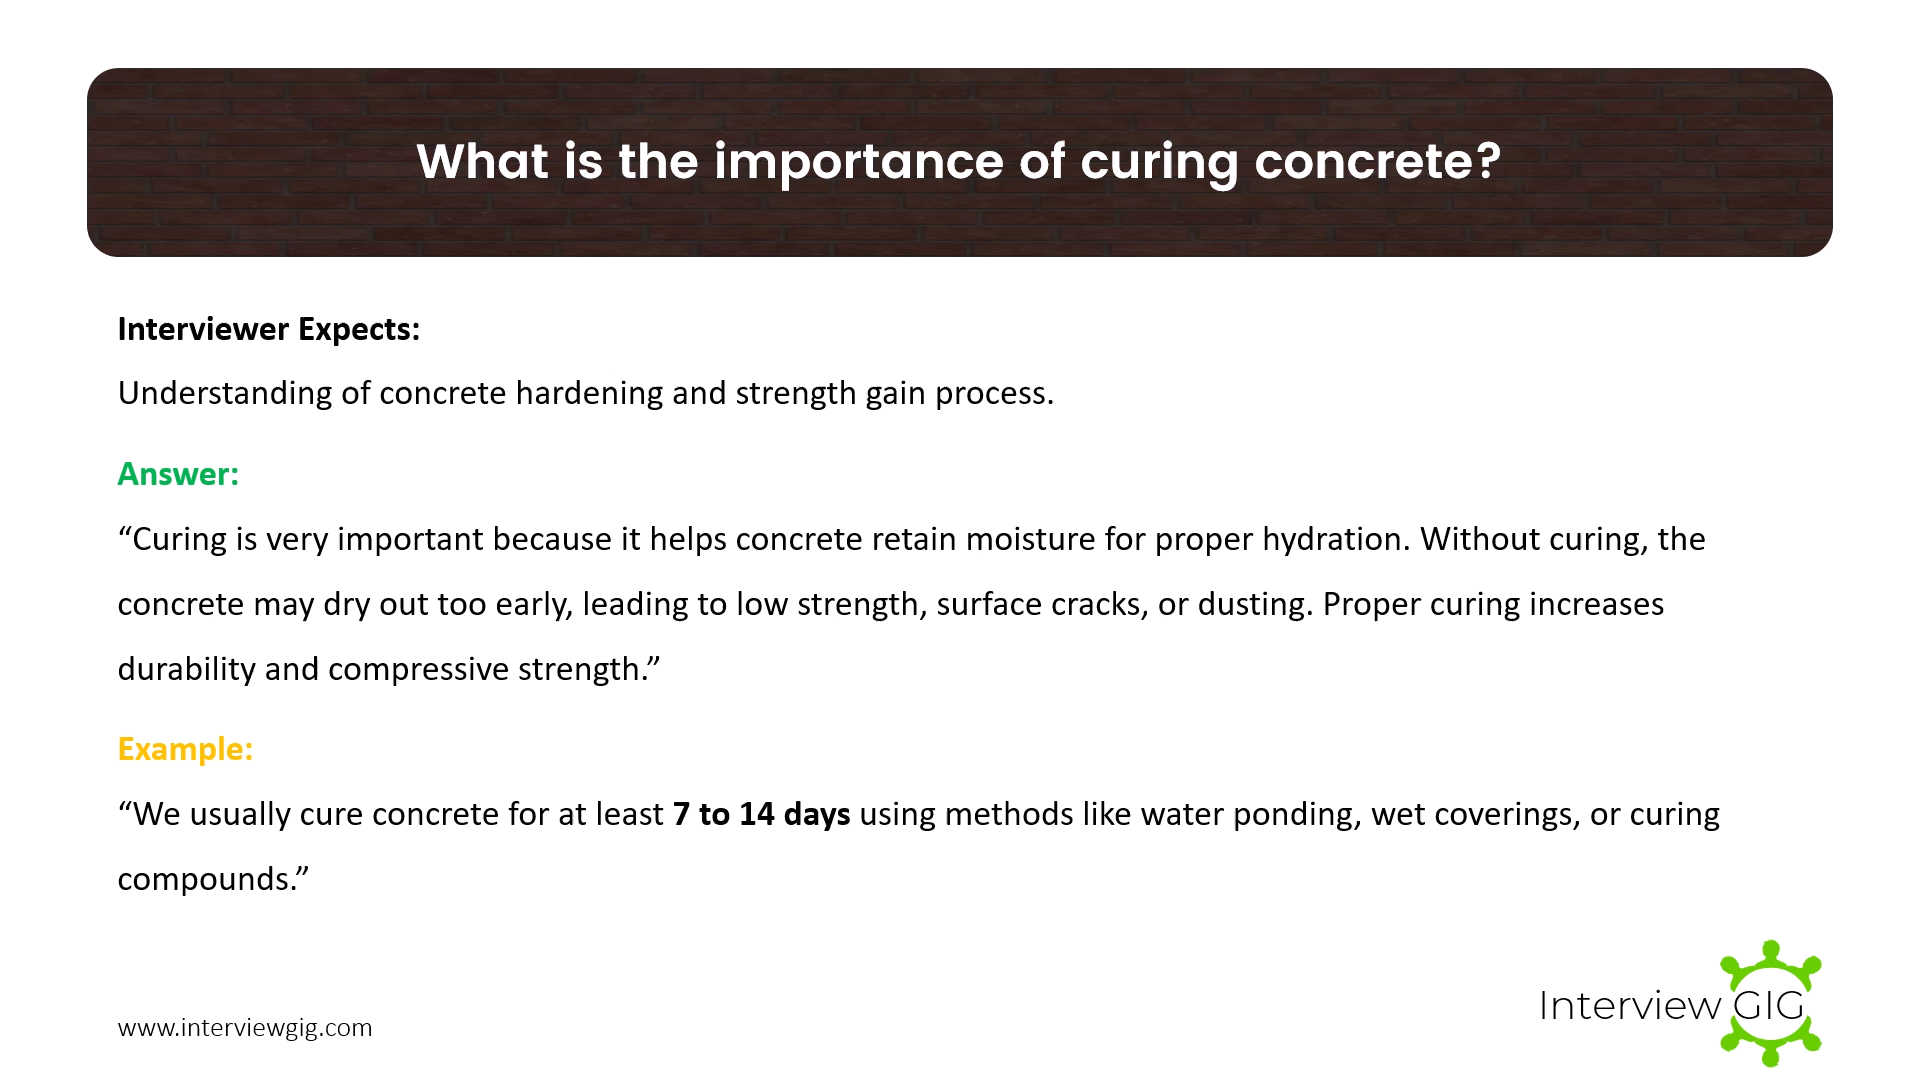 What is the importance of curing concrete?
Interviewer Expects:
Understanding of concrete hardening and strength gain process.
Answer:
“Curing is very important because it helps concrete retain moisture for proper hydration. Without curing, the
concrete may dry out too early, leading to low strength, surface cracks, or dusting. Proper curing increases
durability and compressive strength.”
Example:
“We usually cure concrete for at least 7 to 14 days using methods like water ponding, wet coverings, or curing
compounds.”
www.interviewgig.com
Interview GIG